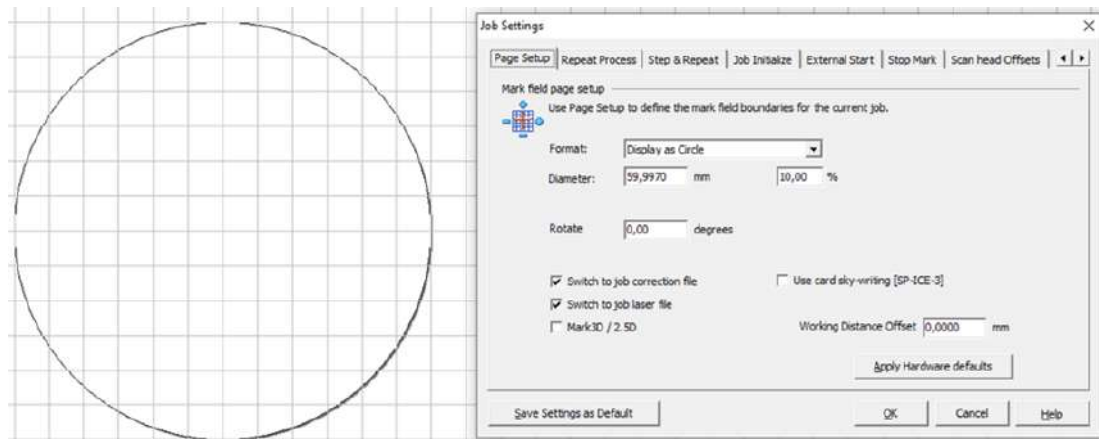 Job Settings
Page Setup Repeat Process Step & Repeat Job Initialize External Start Stop Mark Scan head Offsets
Mark field page setup
Use Page Setup to define the mark field boundaries for the current job.
Format: Display as Circle
Diameter: 59,9970 mm 10,00 %
Rotate 0,00 degrees
Switch to job correction file Use card sky-writing [SP-ICE-3]
Switch to job laser file
Mark3D / 2.5D Working Distance Offset 0,0000 mm
Apply Hardware defaults
Save Settings as Default OK Cancel Help